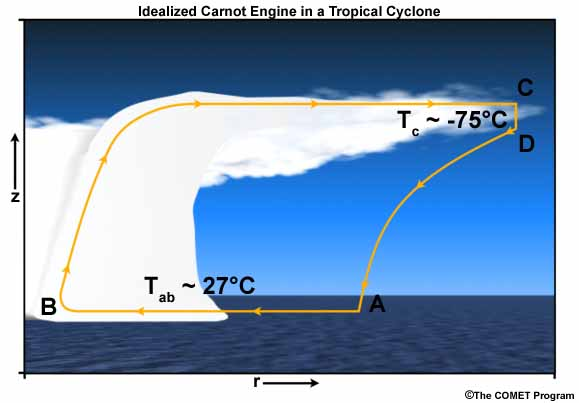 Idealized Carnot Engine in a Tropical Cyclone
C
Tc ~ -75°C
D
z
Tab ~ 27°C
B
A
r
©The COMET Program